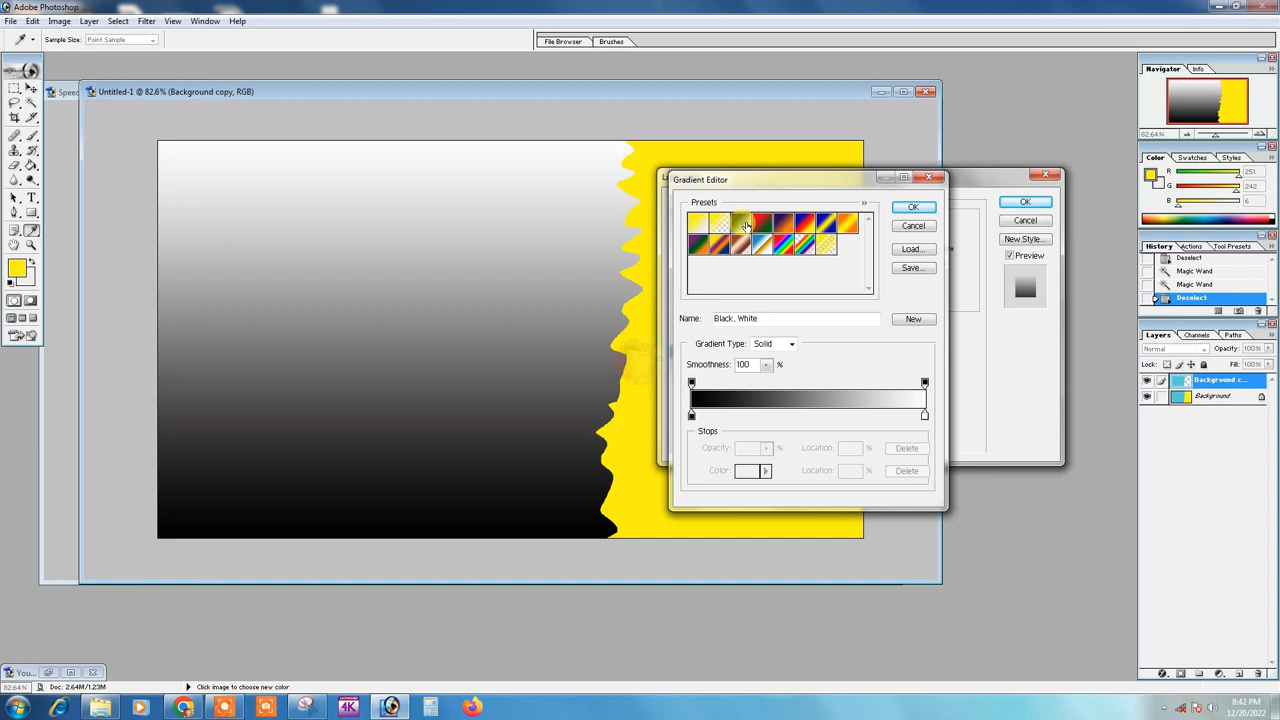 Adobe Photoshop
File Edit Image Layer Select Filter View Window Help
Sample Size: Point Sample
File Browser Brushes
Speed
Untitled-1 @ 82.6% (Background copy, RGB)
Gradient Editor
Presets
OK
Cancel
Load...
Save...
Name: Black, White
New
Gradient Type: Solid
Smoothness: 100 %
Stops
Opacity: % Location: % Delete
Color: Location: % Delete
OK
Cancel
New Style...
Preview
Navigator Info
82.64%
Color Swatches Styles
R 251
G 242
B 6
History Actions Tool Presets
Deselect
Magic Wand
Magic Wand
Deselect
Layers Channels Paths
Normal Opacity: 100%
Lock: Fill: 100%
Background c...
Background
You...
82.64% Doc: 2.64M/1.23M Click image to choose new color
4K
8:42 PM
12/20/2022